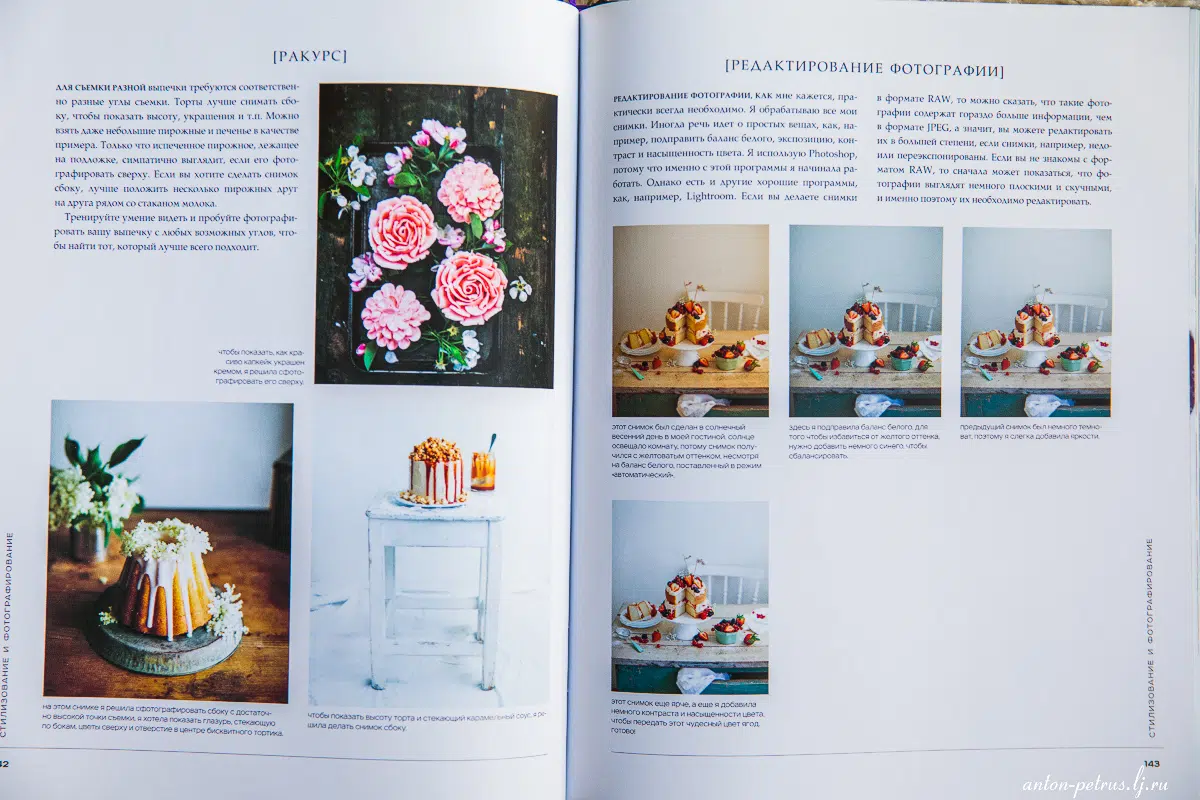 [РАКУРС]
ДЛЯ СЪЕМКИ РАЗНОЙ выпечки требуются соответствен-
но разные углы съемки. Торты лучше снимать сбо-
ку, чтобы показать высоту, украшения и т.п. Можно
взять даже небольшие пирожные и печенье в качестве
примера. Только что испеченное пирожное, лежащее
на подложке, симпатично выглядит, если его фото-
графировать сверху. Если вы хотите сделать снимок
сбоку, лучше положить несколько пирожных друг
на друга рядом со стаканом молока.
Тренируйте умение видеть и пробуйте фотографи-
ровать вашу выпечку с любых возможных углов, что-
бы найти тот, который лучше всего подходит.
чтобы показать, как кра-
сиво капкейк украшен
кремом, я решила сфото-
графировать его сверху.
на этом снимке я решила сфотографировать сбоку с достаточ-
но высокой точки съемки. я хотела показать глазурь, стекающую
по бокам, цветы сверху и отверстие в центре бисквитного тортика.
чтобы показать высоту торта и стекающий карамельный соус, я ре-
шила делать снимок сбоку.
СТИЛИЗОВАНИЕ И ФОТОГРАФИРОВАНИЕ
42
[РЕДАКТИРОВАНИЕ ФОТОГРАФИИ]
РЕДАКТИРОВАНИЕ ФОТОГРАФИИ, КАК мне кажется, пра-
ктически всегда необходимо. Я обрабатываю все мои
снимки. Иногда речь идет о простых вещах, как, на-
пример, подправить баланс белого, экспозицию, кон-
траст и насыщенность цвета. Я использую Photoshop,
потому что именно с этой программы я начинала ра-
ботать. Однако есть и другие хорошие программы,
как, например, Lightroom. Если вы делаете снимки
в формате RAW, то можно сказать, что такие фото-
графии содержат гораздо больше информации, чем
в формате JPEG, а значит, вы можете редактировать
их в большей степени, если снимки, например, недо-
или переэкспонированы. Если вы не знакомы с фор-
матом RAW, то сначала может показаться, что фо-
тографии выглядят немного плоскими и скучными,
и именно поэтому их необходимо редактировать.
этот снимок был сделан в солнечный
весенний день в моей гостиной. солнце
освещало комнату, потому снимок полу-
чился с желтоватым оттенком, несмотря
на баланс белого, поставленный в режим
«автоматический».
здесь я подправила баланс белого. для
того чтобы избавиться от желтого оттенка,
нужно добавить немного синего, чтобы
сбалансировать.
предыдущий снимок был немного темно-
ват, поэтому я слегка добавила яркости.
этот снимок еще ярче, а еще я добавила
немного контраста и насыщенности цвета,
чтобы передать этот чудесный цвет ягод.
готово!
СТИЛИЗОВАНИЕ И ФОТОГРАФИРОВАНИЕ
143
anton-petrus.lj.ru